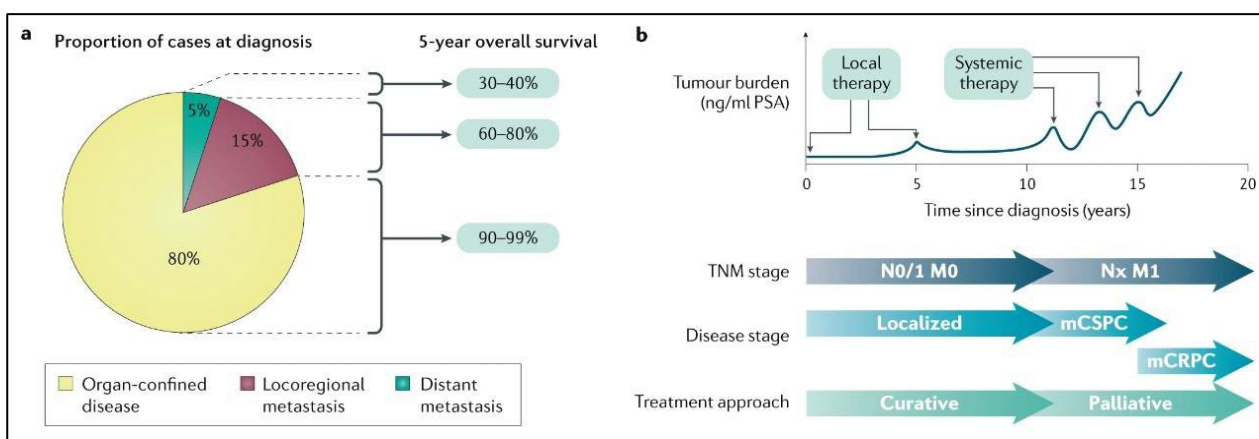 a
Proportion of cases at diagnosis
5-year overall survival
5%
15%
80%
30–40%
60–80%
90–99%
Organ-confined
disease
Locoregional
metastasis
Distant
metastasis
b
Tumour burden
(ng/ml PSA)
Local
therapy
Systemic
therapy
0
5
10
15
20
Time since diagnosis (years)
TNM stage
N0/1 M0
Nx M1
Disease stage
Localized
mCSPC
mCRPC
Treatment approach
Curative
Palliative